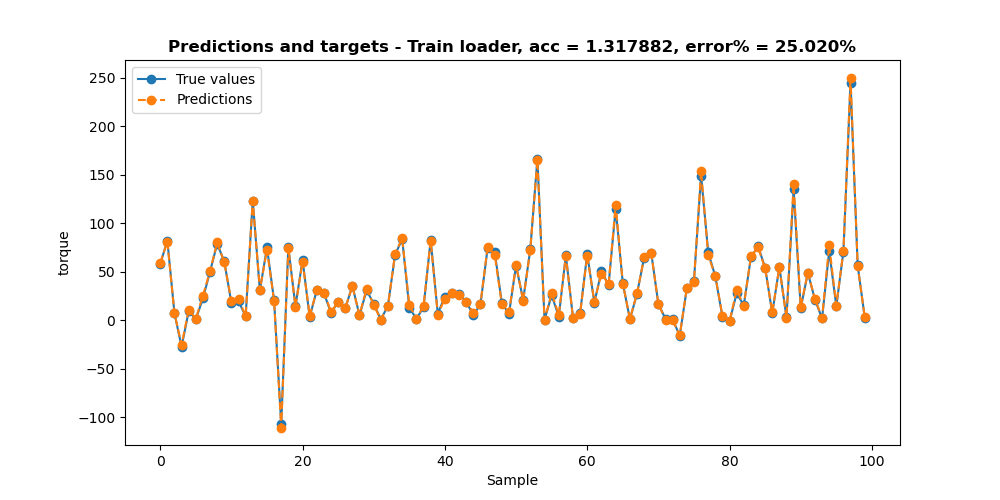 Predictions and targets - Train loader, acc = 1.317882, error% = 25.020%
True values
Predictions
250
200
150
100
50
0
−50
−100
torque
0 20 40 60 80 100
Sample